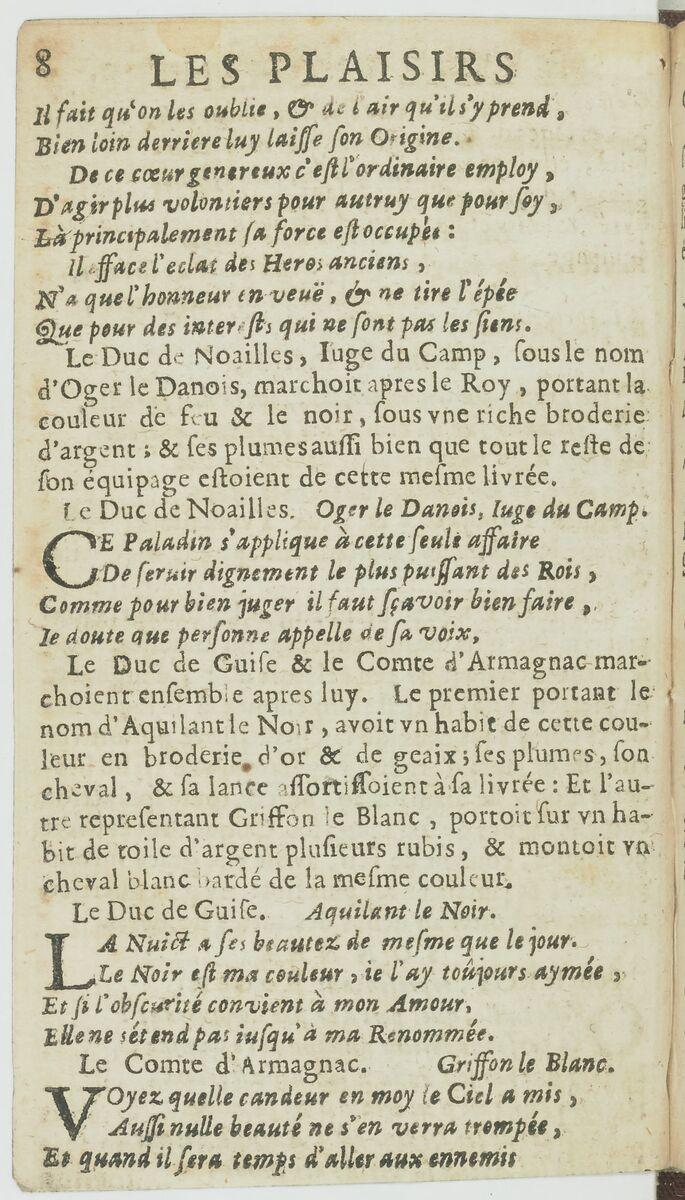 8 LES PLAISIRS
Il fait qu'on les oublie, & de l'air qu'il s'y prend,
Bien loin derriere luy laiſſe ſon Origine.
De ce cœur genereux c'eſt l'ordinaire employ,
D'agir plus volontiers pour autruy que pour ſoy,
Là principalement ſa force eſt occupée :
Il efface l'eclat des Heros anciens,
N'a que l'honneur en veuë, & ne tire l'épée
Que pour des intereſts qui ne ſont pas les ſiens.
Le Duc de Noailles, Iuge du Camp, ſous le nom
d'Oger le Danois, marchoit apres le Roy, portant la
couleur de feu & le noir, ſous vne riche broderie
d'argent ; & ſes plumes auſſi bien que tout le reſte de
ſon équipage eſtoient de cette meſme livrée.
Le Duc de Noailles. Oger le Danois, Iuge du Camp.
CE Paladin s'applique à cette ſeule affaire
De ſeruir dignement le plus puiſſant des Rois,
Comme pour bien juger il faut ſçavoir bien faire,
Ie doute que perſonne appelle de ſa voix,
Le Duc de Guiſe & le Comte d'Armagnac mar-
choient enſemble apres luy. Le premier portant le
nom d'Aquilant le Noir, avoit vn habit de cette cou-
leur en broderie d'or & de geaix ; ſes plumes, ſon
cheval, & ſa lance aſſortiſſoient à ſa livrée : Et l'au-
tre repreſentant Griffon le Blanc, portoit ſur vn ha-
bit de toile d'argent pluſieurs rubis, & montoit vn
cheval blanc bardé de la meſme couleur.
Le Duc de Guiſe. Aquilant le Noir.
LA Nuict a ſes beautez de meſme que le jour.
Le Noir eſt ma couleur, ie l'ay toûjours aymée,
Et ſi l'obſcurité convient à mon Amour,
Elle ne s'étend pas iuſqu'à ma Renommée.
Le Comte d'Armagnac. Griffon le Blanc.
VOyez quelle candeur en moy le Ciel a mis,
Auſſi nulle beauté ne s'en verra trompée,
Et quand il ſera temps d'aller aux ennemis